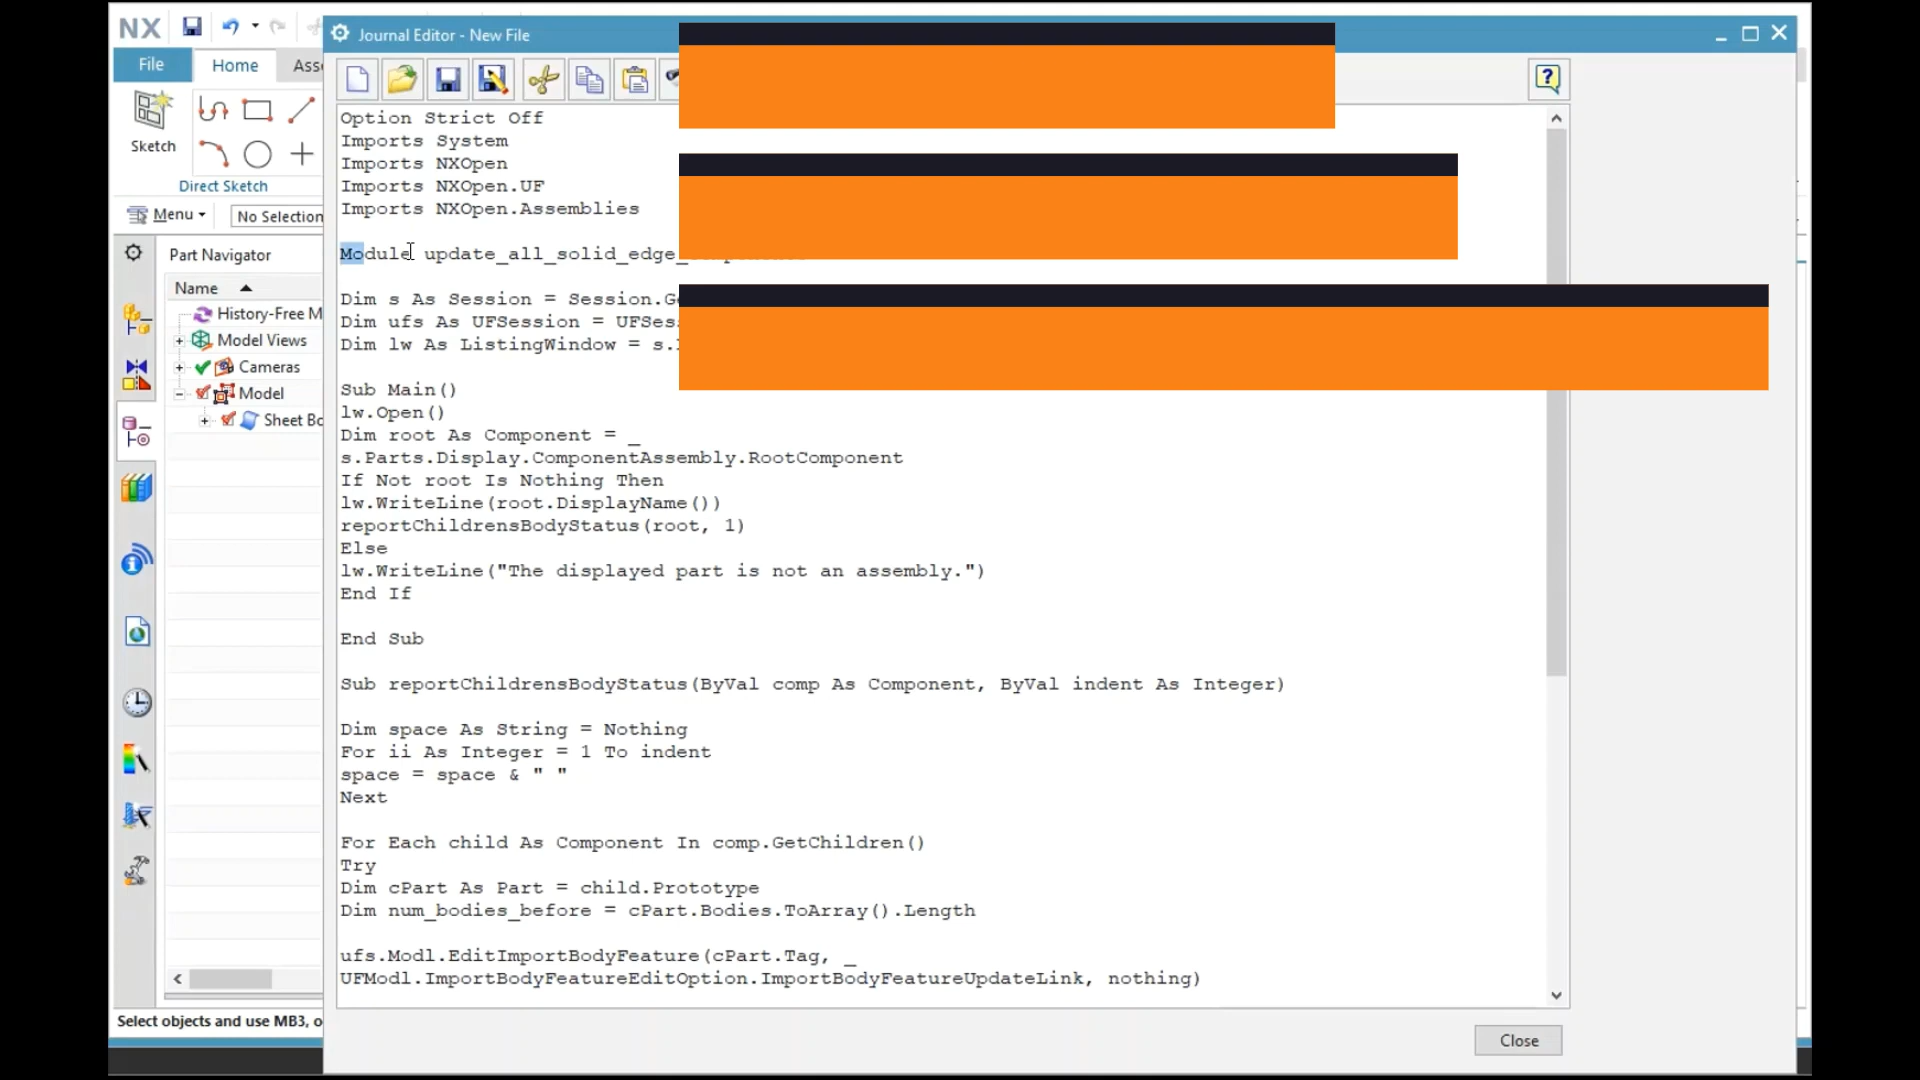 NX
Journal Editor - New File
File
Home
Ass
Sketch
Direct Sketch
Menu
No Selection
Part Navigator
Name
History-Free M
Model Views
Cameras
Model
Sheet Bo
Select objects and use MB3, o
Option Strict Off
Imports System
Imports NXOpen
Imports NXOpen.UF
Imports NXOpen.Assemblies
Module update_all_solid_edge_
Dim s As Session = Session.Ge
Dim ufs As UFSession = UFSes
Dim lw As ListingWindow = s.
Sub Main()
lw.Open()
Dim root As Component = _
s.Parts.Display.ComponentAssembly.RootComponent
If Not root Is Nothing Then
lw.WriteLine(root.DisplayName())
reportChildrensBodyStatus(root, 1)
Else
lw.WriteLine("The displayed part is not an assembly.")
End If
End Sub
Sub reportChildrensBodyStatus(ByVal comp As Component, ByVal indent As Integer)
Dim space As String = Nothing
For ii As Integer = 1 To indent
space = space & " "
Next
For Each child As Component In comp.GetChildren()
Try
Dim cPart As Part = child.Prototype
Dim num_bodies_before = cPart.Bodies.ToArray().Length
ufs.Modl.EditImportBodyFeature(cPart.Tag, _
UFModl.ImportBodyFeatureEditOption.ImportBodyFeatureUpdateLink, nothing)
Close